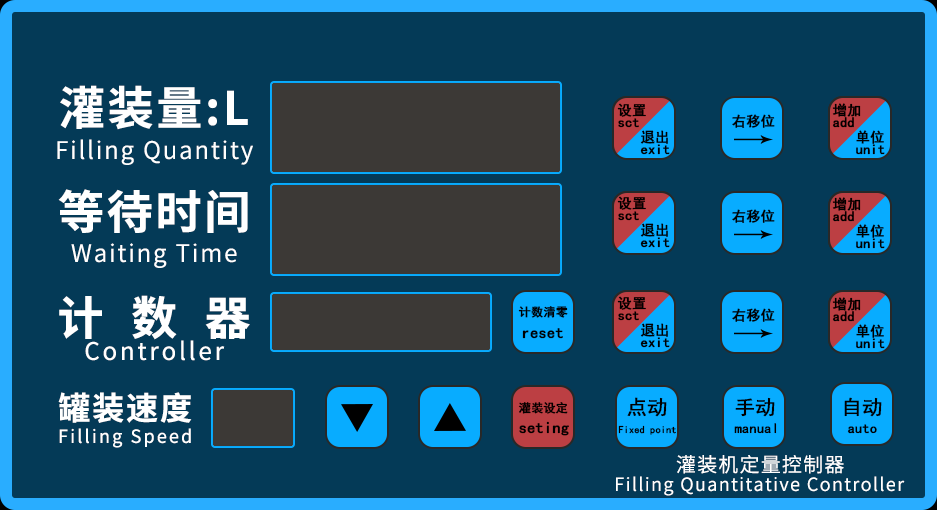 灌装量:L
Filling Quantity
设置
sct
退出
exit
右移位
增加
add
单位
unit
等待时间
Waiting Time
设置
sct
退出
exit
右移位
增加
add
单位
unit
计 数 器
Controller
计数清零
reset
设置
sct
退出
exit
右移位
增加
add
单位
unit
罐装速度
Filling Speed
灌装设定
seting
点动
Fixed point
手动
manual
自动
auto
灌装机定量控制器
Filling Quantitative Controller